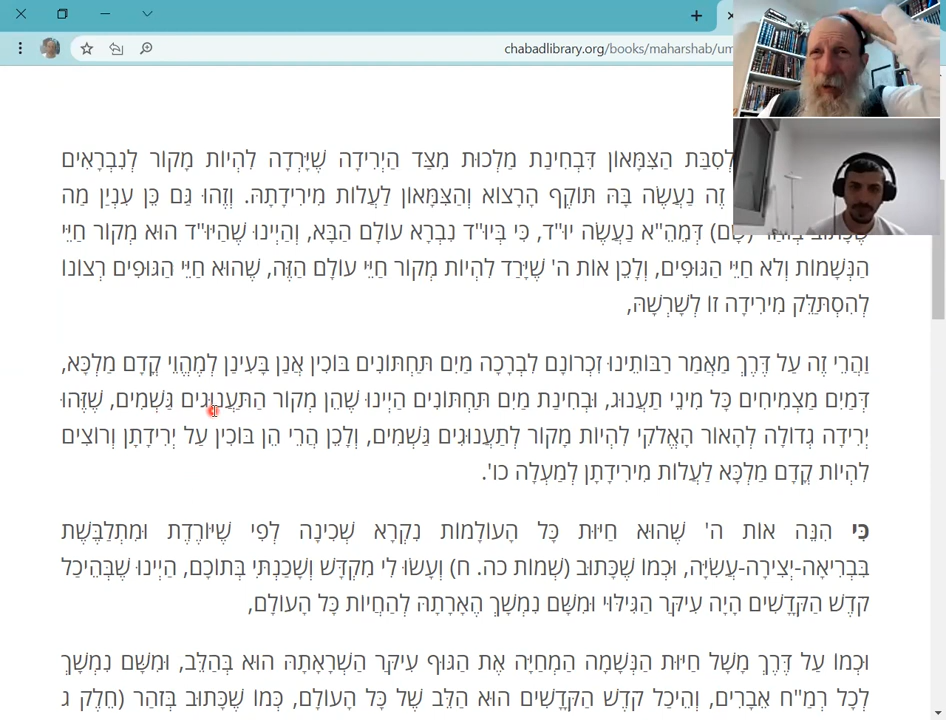 chabadlibrary.org/books/maharshab/um
לְסִבַּת הַצִּמָּאוֹן דִּבְחִינַת מַלְכוּת מִצַּד הַיְרִידָה שֶׁיָּרְדָה לִהְיוֹת מָקוֹר לְנִבְרָאִים
זֶה נַעֲשֶׂה בָּהּ תּוֹקֶף הָרָצוֹא וְהַצִּמָּאוֹן לַעֲלוֹת מִירִידָתָהּ. וְזֶהוּ גַּם כֵּן עִנְיַן מַה
(שָׁם) דְּמֵהֵ"א נַעֲשֶׂה יוּ"ד, כִּי בְּיוּ"ד נִבְרָא עוֹלָם הַבָּא, וְהַיְינוּ שֶׁהַיּוּ"ד הוּא מְקוֹר חַיֵּי
הַנְּשָׁמוֹת וְלֹא חַיֵּי הַגּוּפִים, וְלָכֵן אוֹת ה' שֶׁיָּרַד לִהְיוֹת מְקוֹר חַיֵּי עוֹלָם הַזֶּה, שֶׁהוּא חַיֵּי הַגּוּפִים רְצוֹנוֹ
לְהִסְתַּלֵּק מִירִידָה זוֹ לְשָׁרְשָׁהּ,
וַהֲרֵי זֶה עַל דֶּרֶךְ מַאֲמַר רַבּוֹתֵינוּ זִכְרוֹנָם לִבְרָכָה מַיִם תַּחְתּוֹנִים בּוֹכִין אֲנַן בָּעֵינַן לְמֶהֱוֵי קֳדָם מַלְכָּא,
דְּמַיִם מַצְמִיחִים כָּל מִינֵי תַעֲנוּג, וּבְחִינַת מַיִם תַּחְתּוֹנִים הַיְינוּ שֶׁהֵן מְקוֹר הַתַּעֲנוּגִים גַּשְׁמִים, שֶׁזֶּהוּ
יְרִידָה גְדוֹלָה לְהָאוֹר הָאֱלֹקִי לִהְיוֹת מָקוֹר לְתַעֲנוּגִים גַּשְׁמִים, וְלָכֵן הֲרֵי הֵן בּוֹכִין עַל יְרִידָתָן וְרוֹצִים
לִהְיוֹת קֳדָם מַלְכָּא לַעֲלוֹת מִירִידָתָן לְמַעְלָה כוּ'.
כִּי הִנֵּה אוֹת ה' שֶׁהוּא חַיּוּת כָּל הָעוֹלָמוֹת נִקְרָא שְׁכִינָה לְפִי שֶׁיּוֹרֶדֶת וּמִתְלַבֶּשֶׁת
בִּבְרִיאָה-יְצִירָה-עֲשִׂיָּה, וּכְמוֹ שֶׁכָּתוּב (שְׁמוֹת כה. ח) וְעָשׂוּ לִי מִקְדָּשׁ וְשָׁכַנְתִּי בְּתוֹכָם, הַיְינוּ שֶׁבְּהֵיכַל
קֹדֶשׁ הַקֳּדָשִׁים הָיָה עִיקַּר הַגִּילּוּי וּמִשָּׁם נִמְשָׁךְ הֶאָרָתָהּ לְהַחֲיוֹת כָּל הָעוֹלָם,
וּכְמוֹ עַל דֶּרֶךְ מָשָׁל חַיּוּת הַנְּשָׁמָה הַמְחַיָּה אֶת הַגּוּף עִיקַּר הַשְׁרָאָתָהּ הוּא בְּהַלֵּב, וּמִשָּׁם נִמְשָׁךְ
לְכָל רְמַ"ח אֵבָרִים, וְהֵיכַל קֹדֶשׁ הַקֳּדָשִׁים הוּא הַלֵּב שֶׁל כָּל הָעוֹלָם, כְּמוֹ שֶׁכָּתוּב בְּזֹהַר (חֵלֶק ג